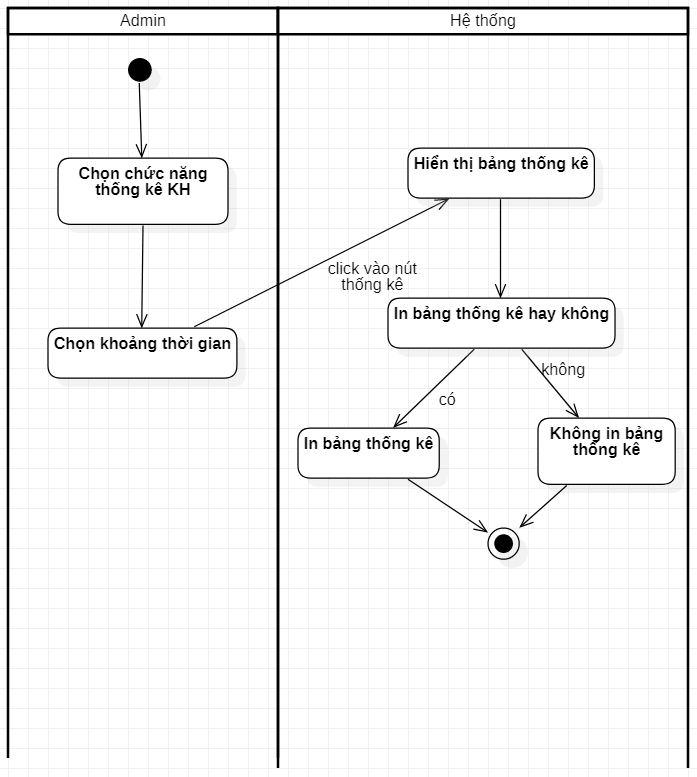 Admin
Hệ thống
Chọn chức năng
thống kê KH
Hiển thị bảng thống kê
click vào nút
thống kê
Chọn khoảng thời gian
In bảng thống kê hay không
có
không
In bảng thống kê
Không in bảng
thống kê